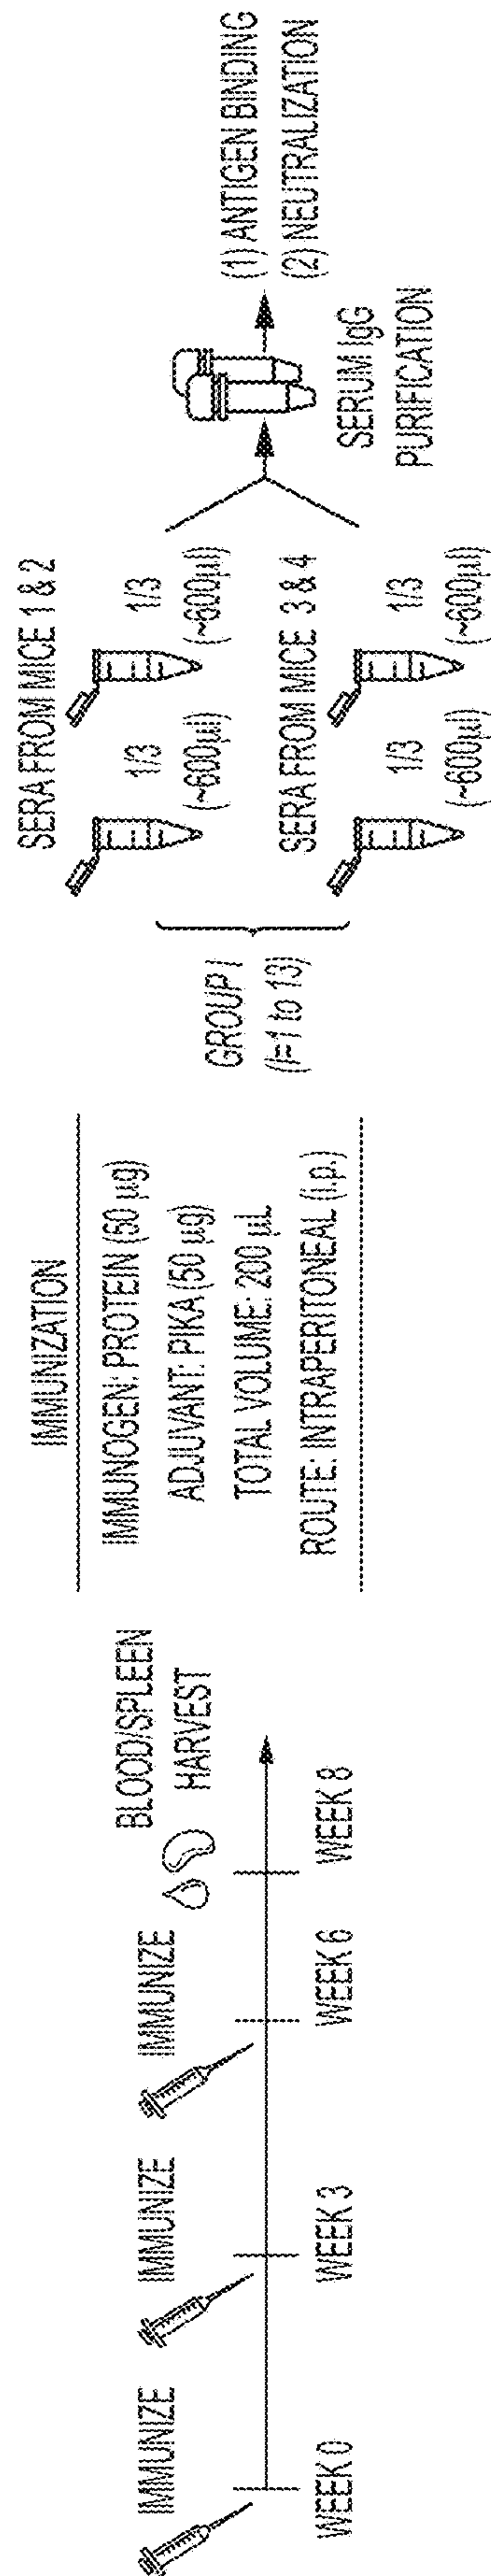 IMMUNIZE
IMMUNIZE
IMMUNIZE
BLOOD/SPLEEN
HARVEST
WEEK 0
WEEK 3
WEEK 6
WEEK 8
IMMUNIZATION
IMMUNOGEN: PROTEIN (50 µg)
ADJUVANT: PIKA (50 µg)
TOTAL VOLUME: 200 µL
ROUTE: INTRAPERITONEAL (i.p.)
GROUP I
(I=1 to 13)
SERA FROM MICE 1 & 2
1/3
(~600µl)
1/3
(~600µl)
SERA FROM MICE 3 & 4
1/3
(~600µl)
1/3
(~600µl)
SERUM IgG
PURIFICATION
(1) ANTIGEN BINDING
(2) NEUTRALIZATION